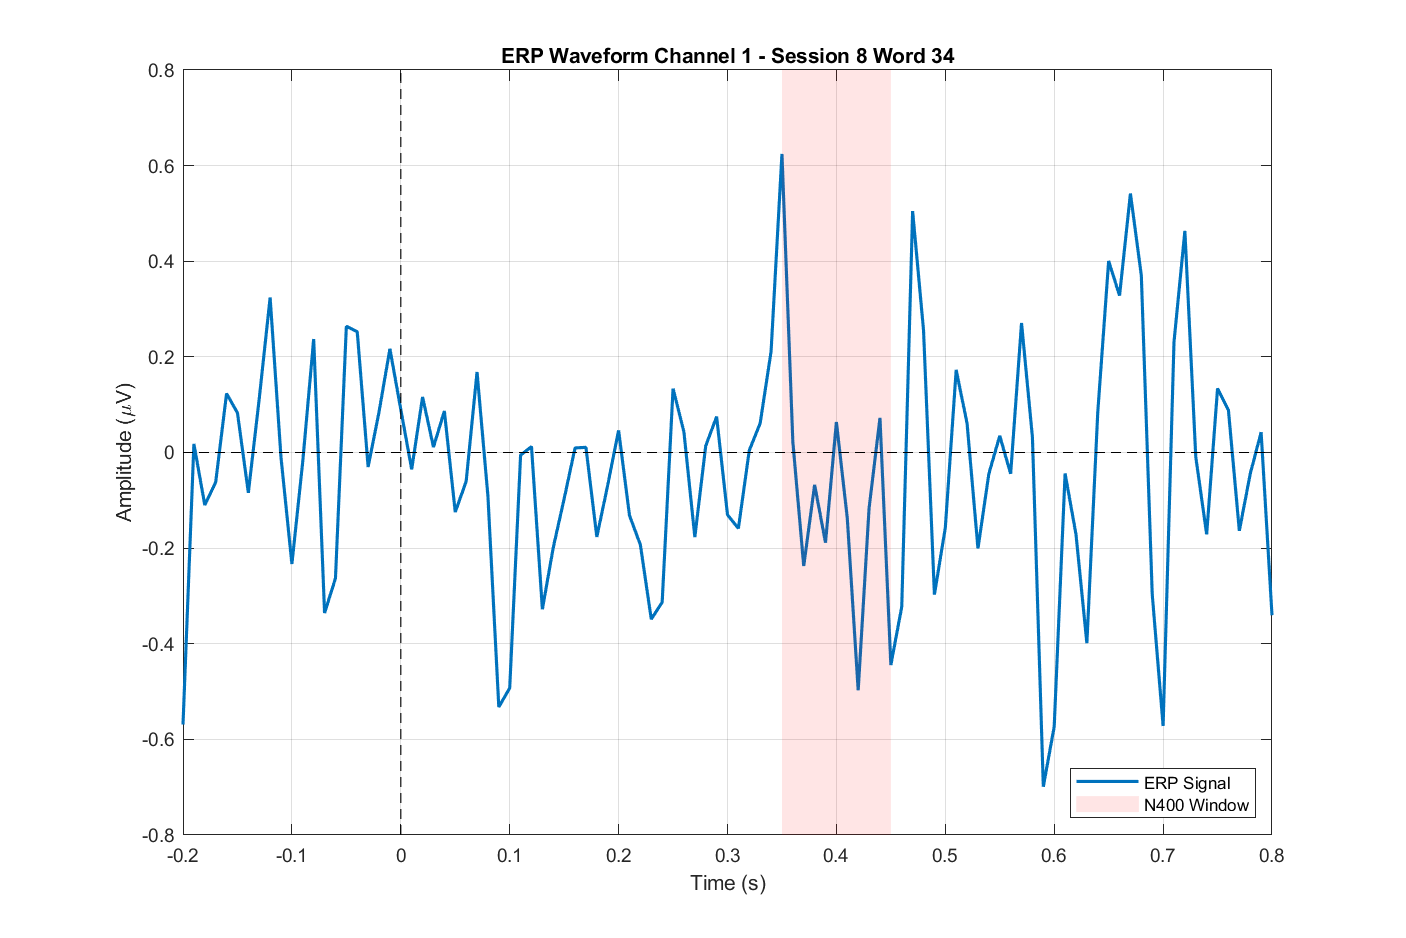 ERP Waveform Channel 1 - Session 8 Word 34
0.8
0.6
0.4
0.2
0
-0.2
-0.4
-0.6
-0.8
Amplitude (μV)
-0.2 -0.1 0 0.1 0.2 0.3 0.4 0.5 0.6 0.7 0.8
Time (s)
ERP Signal
N400 Window